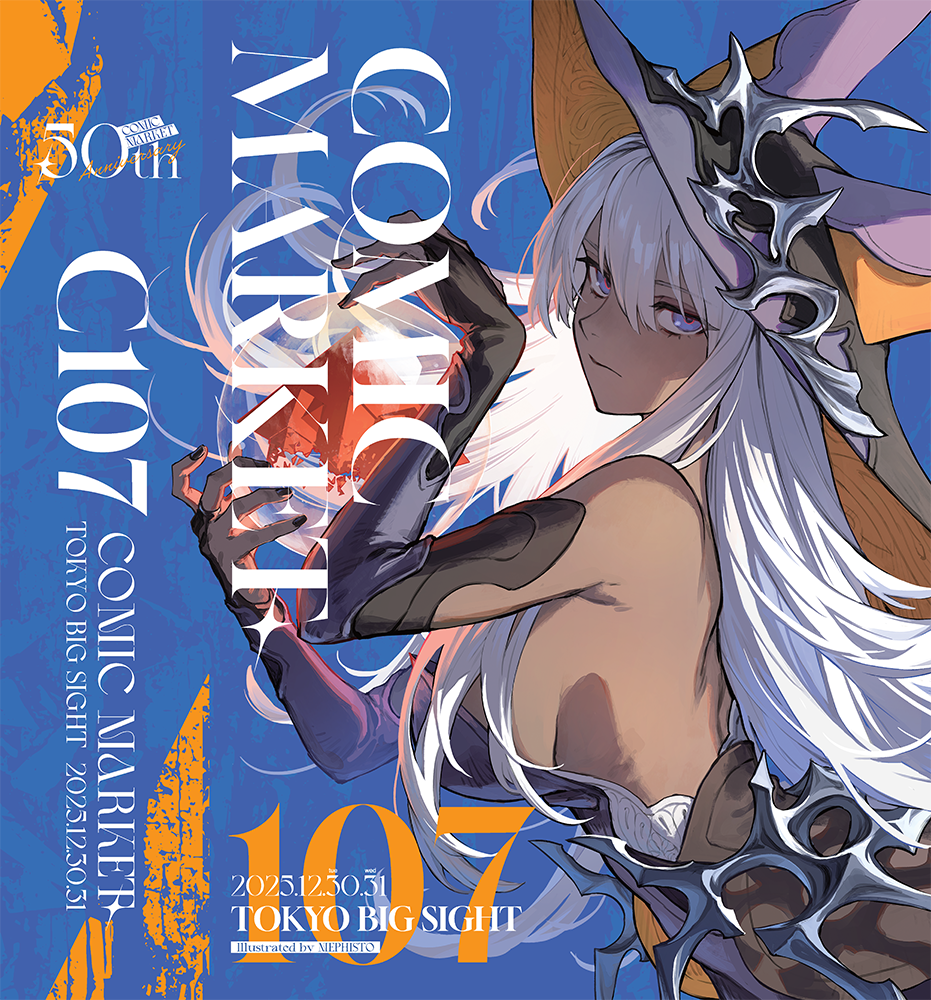 50th
COMIC
MARKET
Anniversary
C107
COMIC MARKET
TOKYO BIG SIGHT 2025.12.30.31
COMIC
MARKET
107
tue wed
2025.12.30.31
TOKYO BIG SIGHT
Illustrated by MEPHISTO